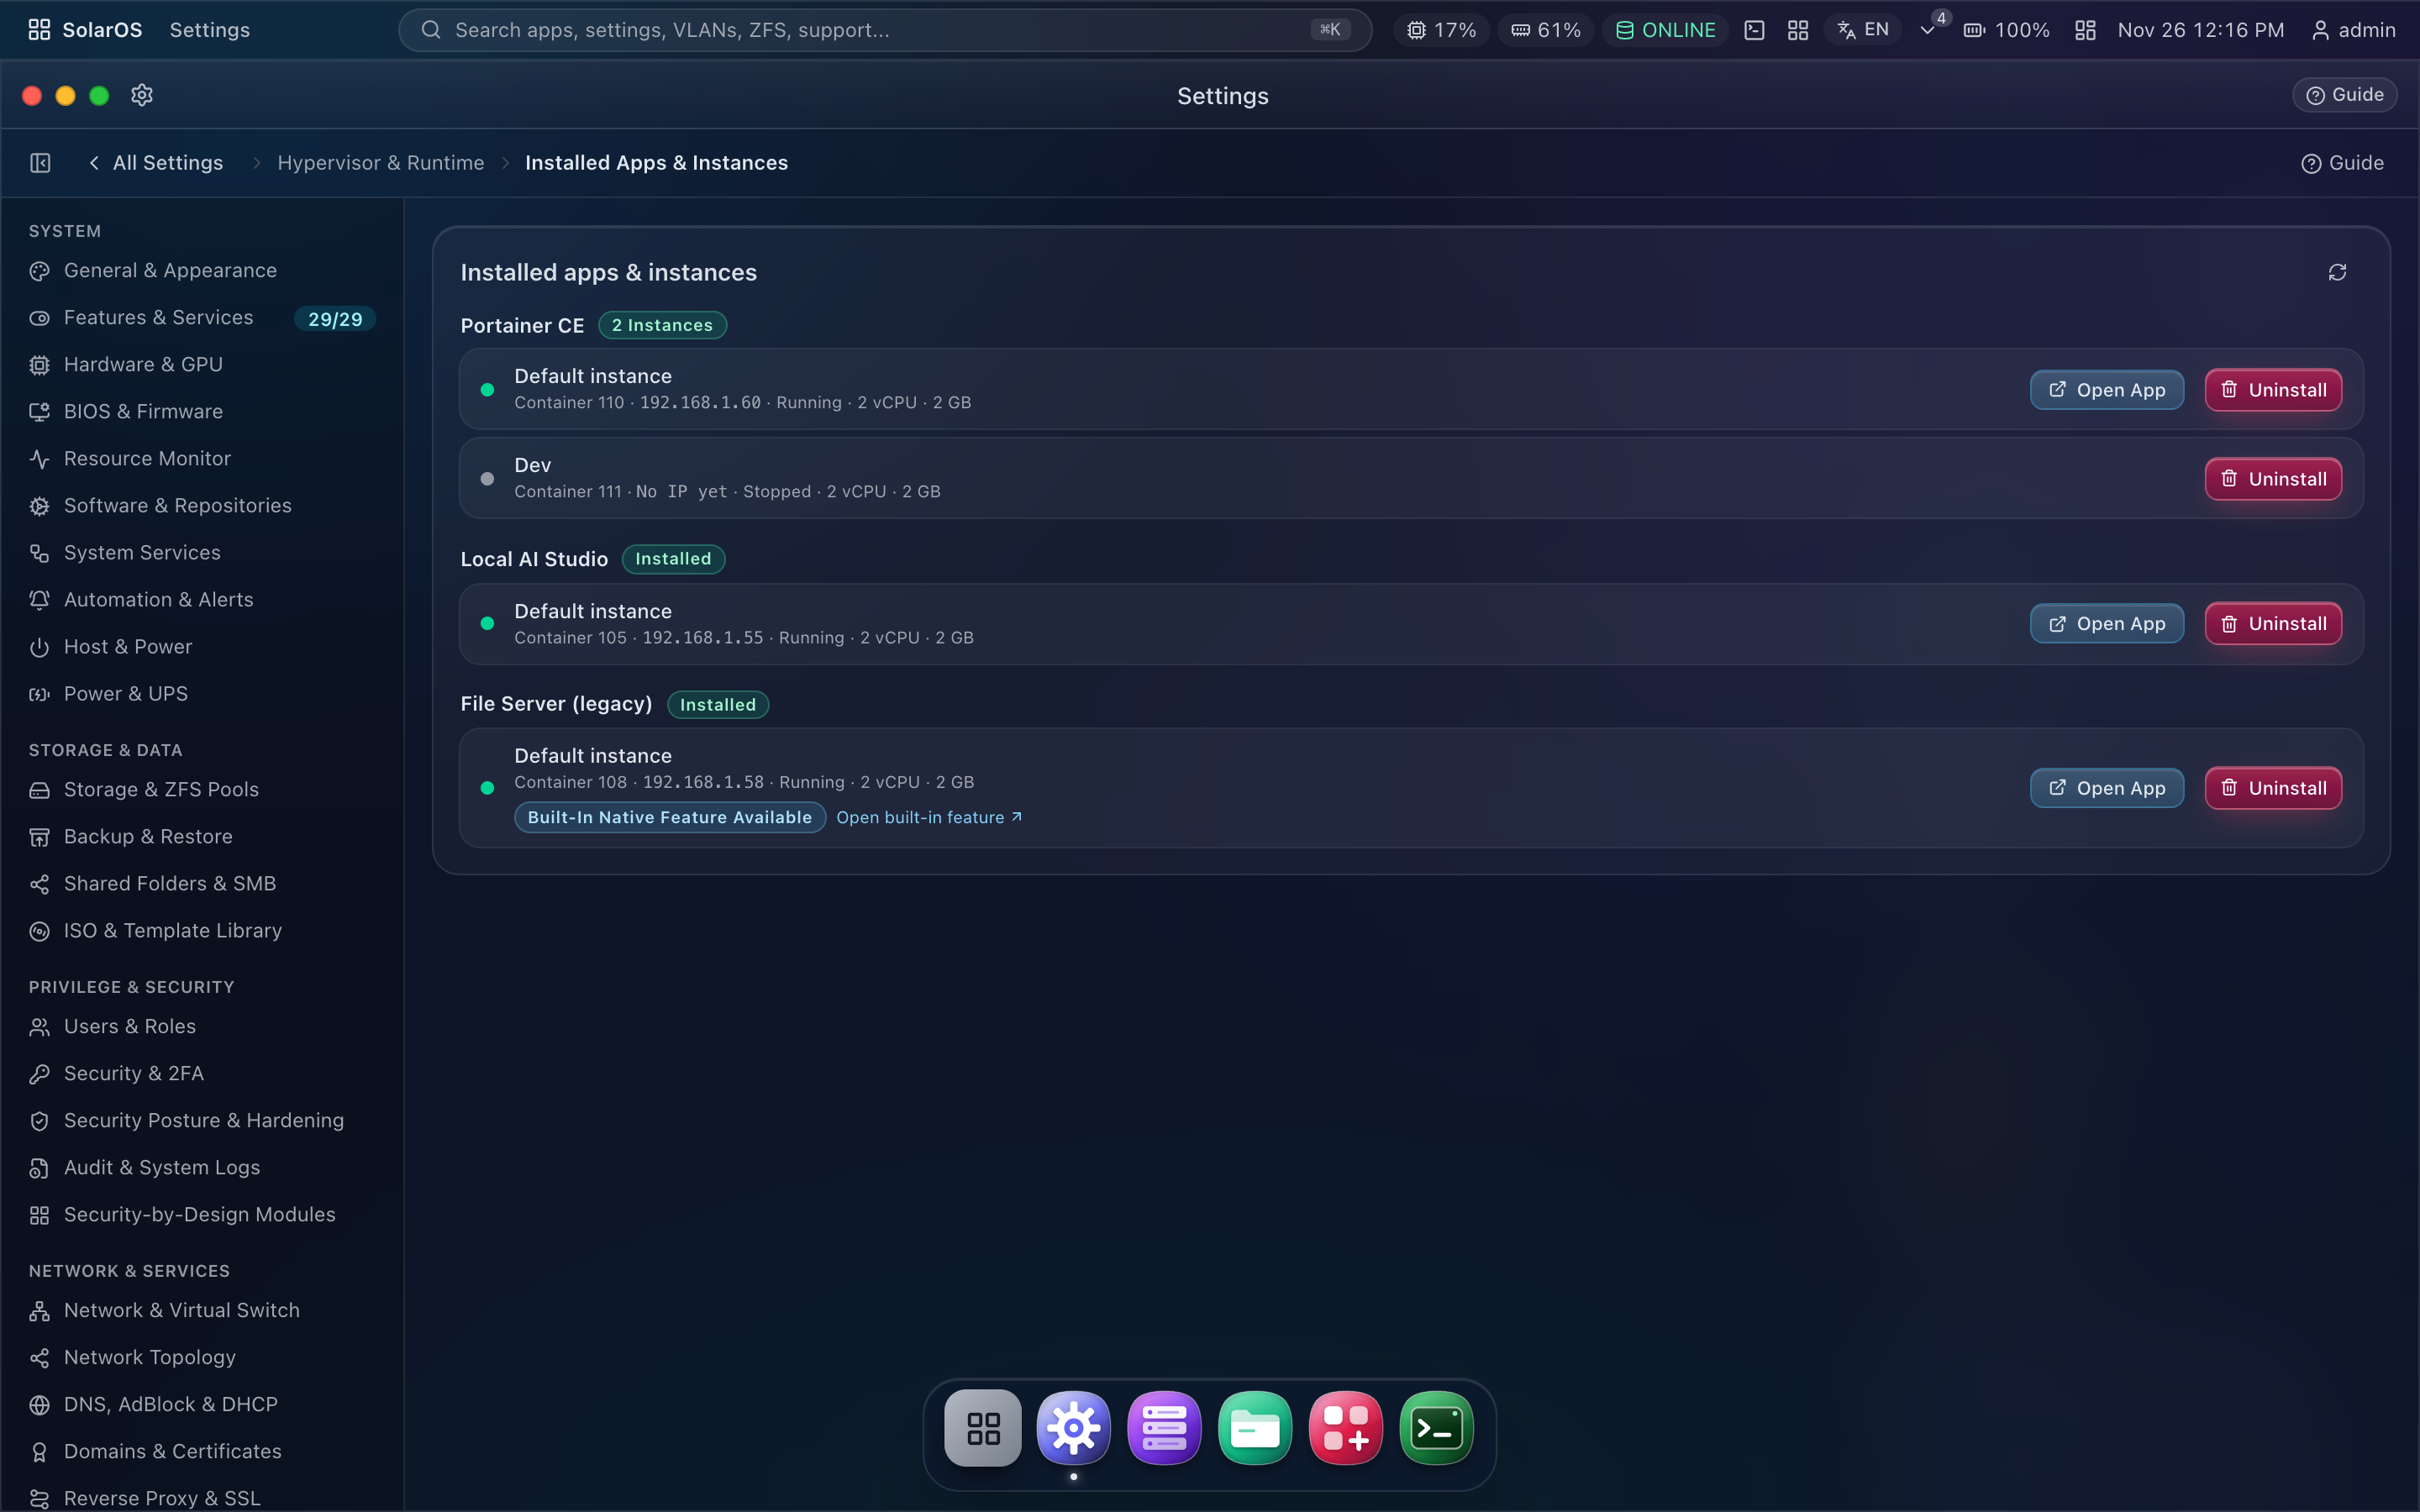 SolarOS Settings Search apps, settings, VLANs, ZFS, support... ⌘K 17% 61% ONLINE EN 4 100% Nov 26 12:16 PM admin
Settings Guide
All Settings Hypervisor & Runtime Installed Apps & Instances Guide
SYSTEM
General & Appearance
Features & Services 29/29
Hardware & GPU
BIOS & Firmware
Resource Monitor
Software & Repositories
System Services
Automation & Alerts
Host & Power
Power & UPS
STORAGE & DATA
Storage & ZFS Pools
Backup & Restore
Shared Folders & SMB
ISO & Template Library
PRIVILEGE & SECURITY
Users & Roles
Security & 2FA
Security Posture & Hardening
Audit & System Logs
Security-by-Design Modules
NETWORK & SERVICES
Network & Virtual Switch
Network Topology
DNS, AdBlock & DHCP
Domains & Certificates
Reverse Proxy & SSL
Installed apps & instances
Portainer CE 2 Instances
Default instance
Container 110 · 192.168.1.60 · Running · 2 vCPU · 2 GB
Open App Uninstall
Dev
Container 111 · No IP yet · Stopped · 2 vCPU · 2 GB
Uninstall
Local AI Studio Installed
Default instance
Container 105 · 192.168.1.55 · Running · 2 vCPU · 2 GB
Open App Uninstall
File Server (legacy) Installed
Default instance
Container 108 · 192.168.1.58 · Running · 2 vCPU · 2 GB
Built-In Native Feature Available Open built-in feature ↗
Open App Uninstall